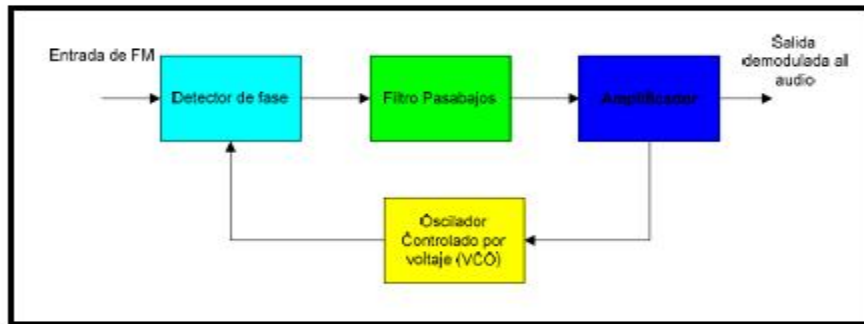 Entrada de FM
Detector de fase
Filtro Pasabajos
Amplificador
Salida
demodulada all
audio
Oscilador
Controlado por
voltaje (VCO)